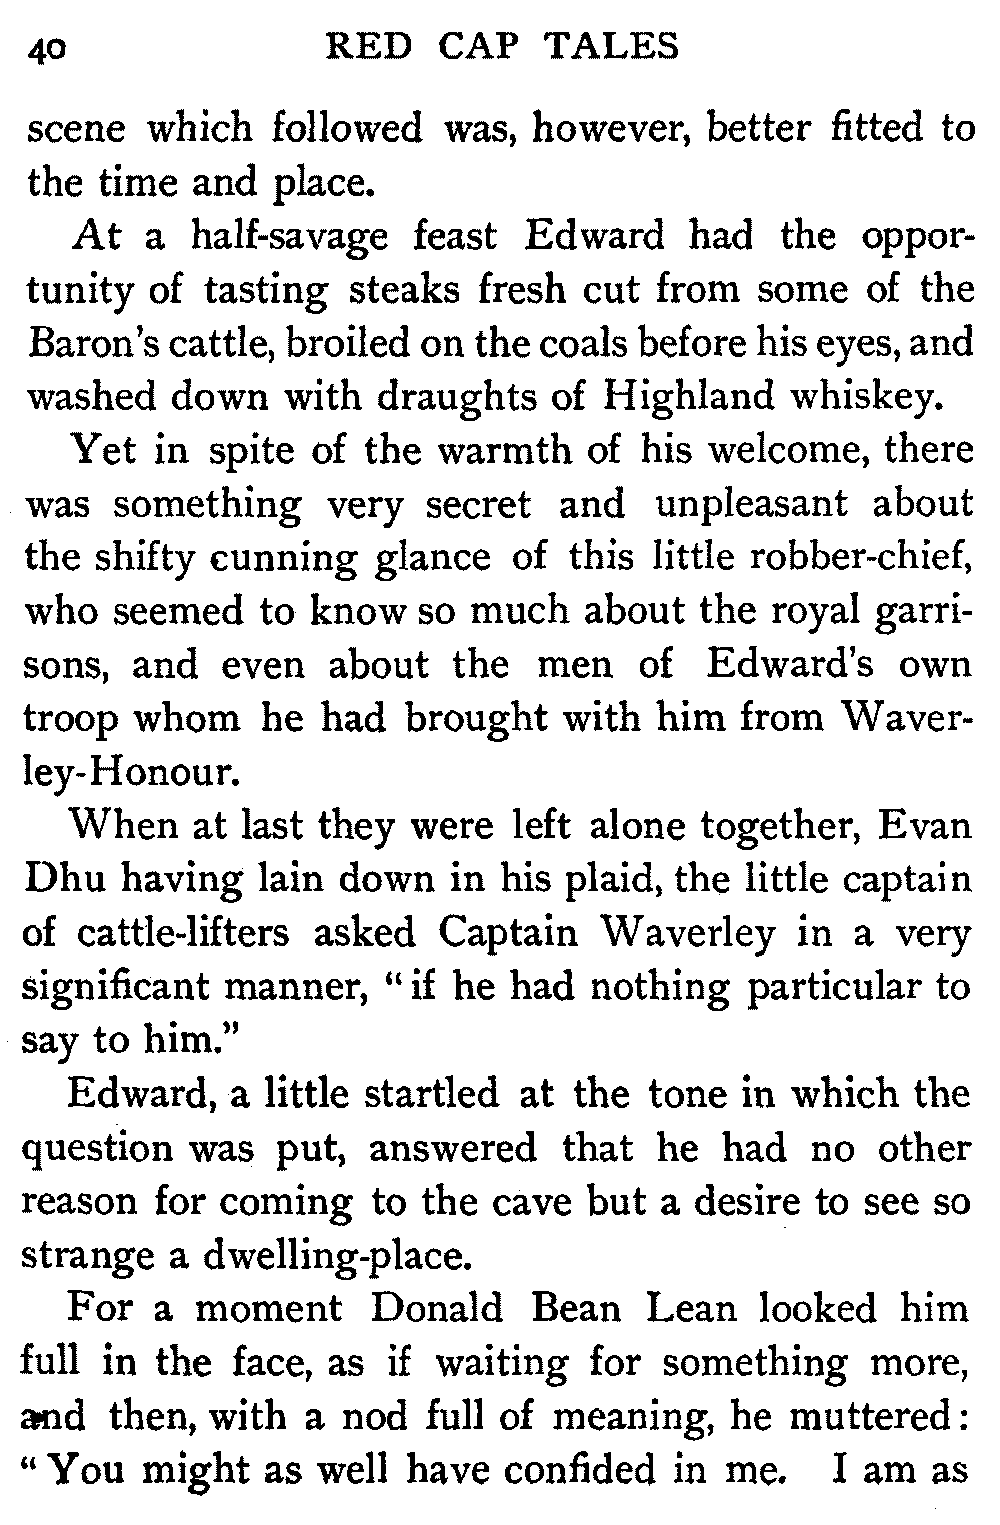 40 RED CAP TALES
scene which followed was, however, better fitted to
the time and place.
At a half-savage feast Edward had the oppor-
tunity of tasting steaks fresh cut from some of the
Baron's cattle, broiled on the coals before his eyes, and
washed down with draughts of Highland whiskey.
Yet in spite of the warmth of his welcome, there
was something very secret and unpleasant about
the shifty cunning glance of this little robber-chief,
who seemed to know so much about the royal garri-
sons, and even about the men of Edward's own
troop whom he had brought with him from Waver-
ley-Honour.
When at last they were left alone together, Evan
Dhu having lain down in his plaid, the little captain
of cattle-lifters asked Captain Waverley in a very
significant manner, "if he had nothing particular to
say to him."
Edward, a little startled at the tone in which the
question was put, answered that he had no other
reason for coming to the cave but a desire to see so
strange a dwelling-place.
For a moment Donald Bean Lean looked him
full in the face, as if waiting for something more,
and then, with a nod full of meaning, he muttered:
"You might as well have confided in me. I am as